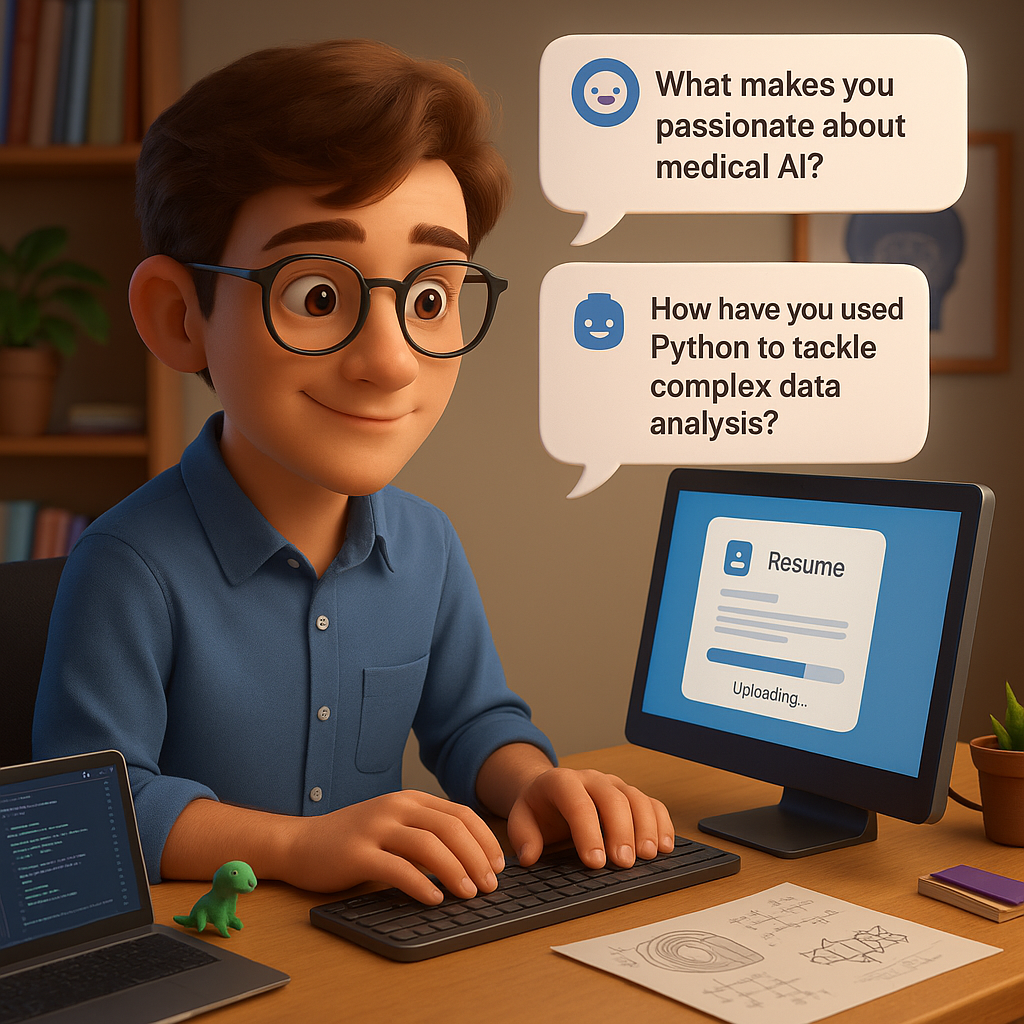 What makes you
passionate about
medical AI?
How have you used
Python to tackle
complex data
analysis?
Resume
Uploading...